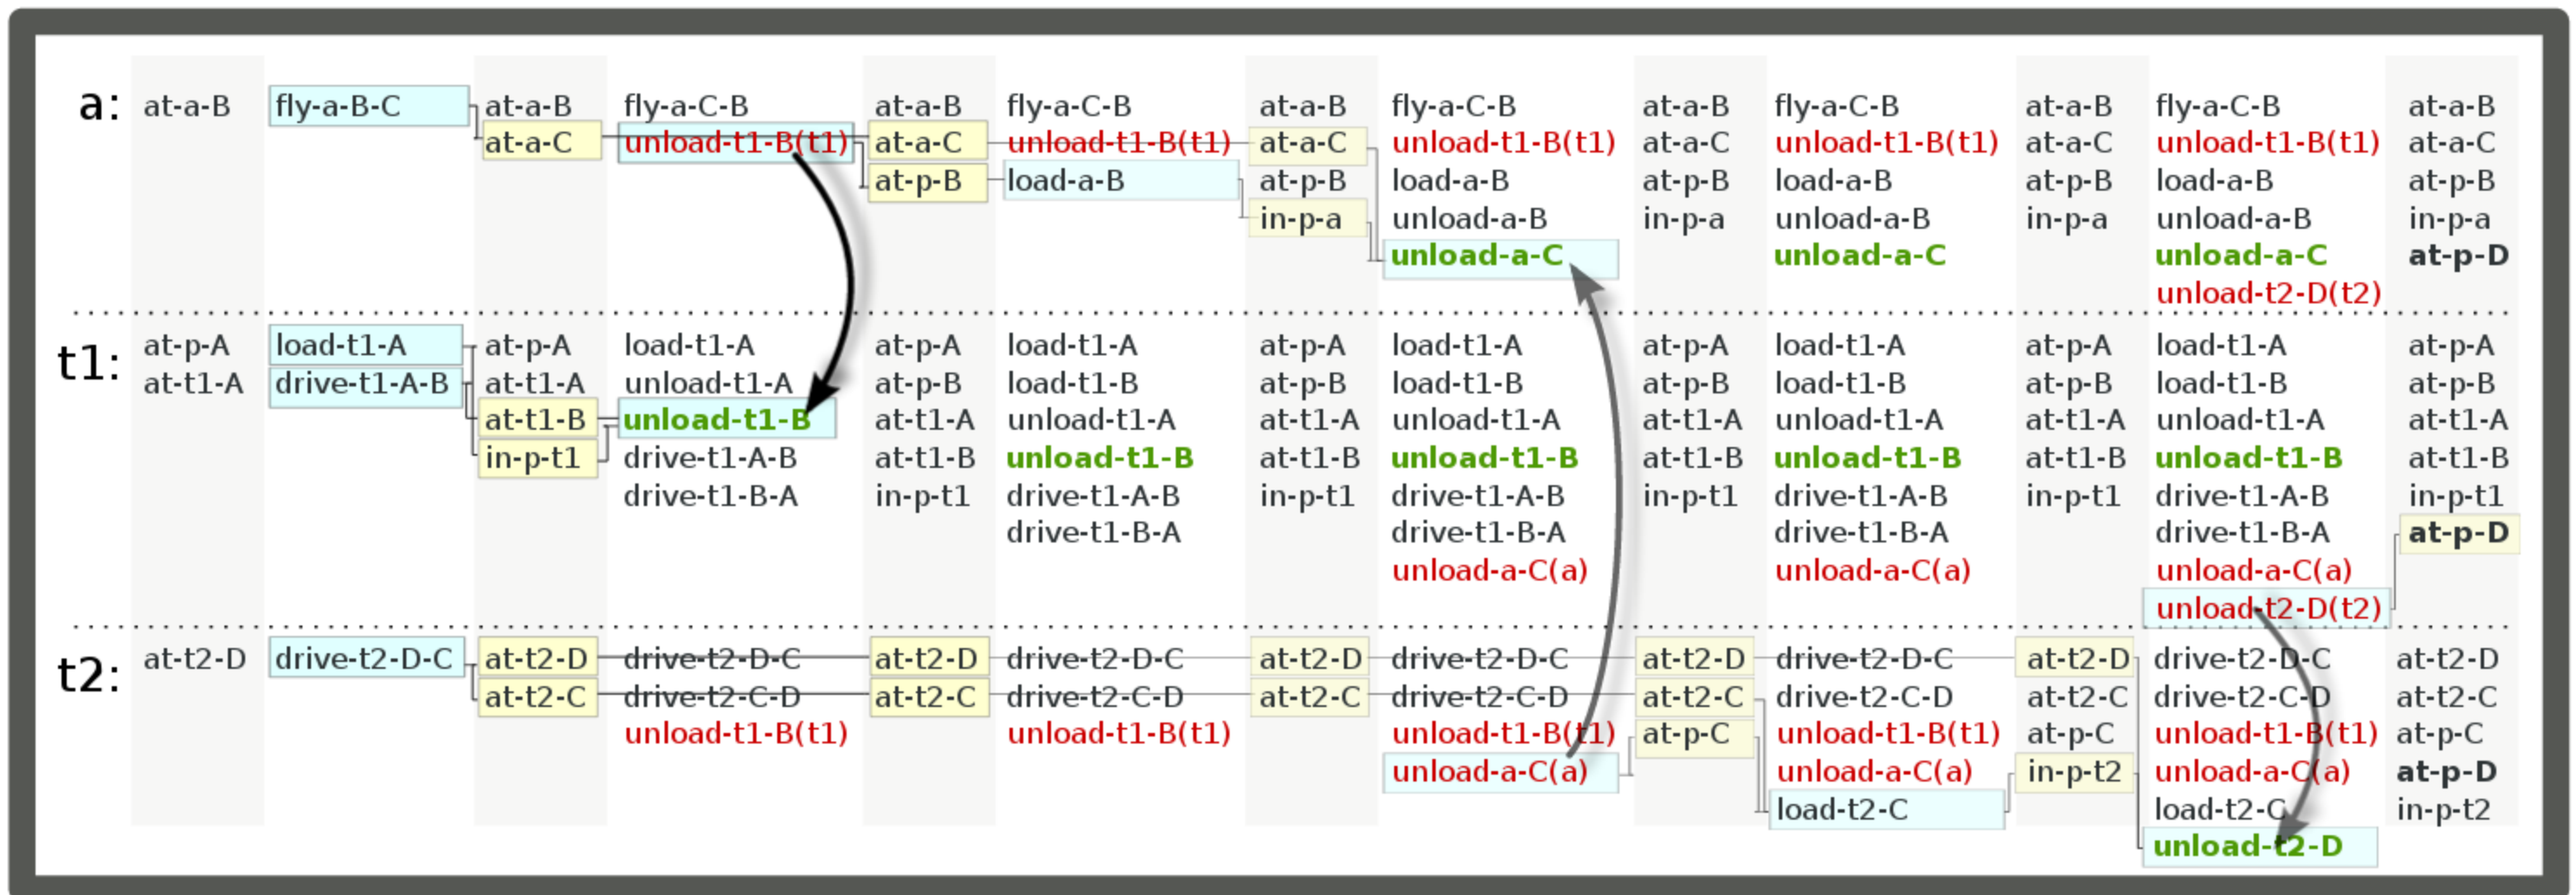 a: at-a-B fly-a-B-C at-a-B fly-a-C-B at-a-B fly-a-C-B at-a-B fly-a-C-B at-a-B fly-a-C-B at-a-B fly-a-C-B at-a-B
at-a-C unload-t1-B(t1) at-a-C unload-t1-B(t1) at-a-C unload-t1-B(t1) at-a-C unload-t1-B(t1) at-a-C unload-t1-B(t1) at-a-C
at-p-B load-a-B at-p-B load-a-B at-p-B load-a-B at-p-B load-a-B at-p-B
in-p-a unload-a-B in-p-a unload-a-B in-p-a unload-a-B in-p-a
unload-a-C unload-a-C unload-a-C at-p-D
unload-t2-D(t2)
t1: at-p-A load-t1-A at-p-A load-t1-A at-p-A load-t1-A at-p-A load-t1-A at-p-A load-t1-A at-p-A load-t1-A at-p-A
at-t1-A drive-t1-A-B at-t1-A unload-t1-A at-p-B load-t1-B at-p-B load-t1-B at-p-B load-t1-B at-p-B load-t1-B at-p-B
at-t1-B unload-t1-B at-t1-A unload-t1-A at-t1-A unload-t1-A at-t1-A unload-t1-A at-t1-A unload-t1-A at-t1-A
in-p-t1 drive-t1-A-B at-t1-B unload-t1-B at-t1-B unload-t1-B at-t1-B unload-t1-B at-t1-B unload-t1-B at-t1-B
drive-t1-B-A in-p-t1 drive-t1-A-B in-p-t1 drive-t1-A-B in-p-t1 drive-t1-A-B in-p-t1 drive-t1-A-B in-p-t1
drive-t1-B-A drive-t1-B-A drive-t1-B-A drive-t1-B-A at-p-D
unload-a-C(a) unload-a-C(a) unload-a-C(a)
unload-t2-D(t2)
t2: at-t2-D drive-t2-D-C at-t2-D drive-t2-D-C at-t2-D drive-t2-D-C at-t2-D drive-t2-D-C at-t2-D drive-t2-D-C at-t2-D drive-t2-D-C at-t2-D
at-t2-C drive-t2-C-D at-t2-C drive-t2-C-D at-t2-C drive-t2-C-D at-t2-C drive-t2-C-D at-t2-C drive-t2-C-D at-t2-C
unload-t1-B(t1) unload-t1-B(t1) unload-t1-B(t1) at-p-C unload-t1-B(t1) at-p-C unload-t1-B(t1) at-p-C
unload-a-C(a) unload-a-C(a) in-p-t2 unload-a-C(a) at-p-D
load-t2-C load-t2-C in-p-t2
unload-t2-D